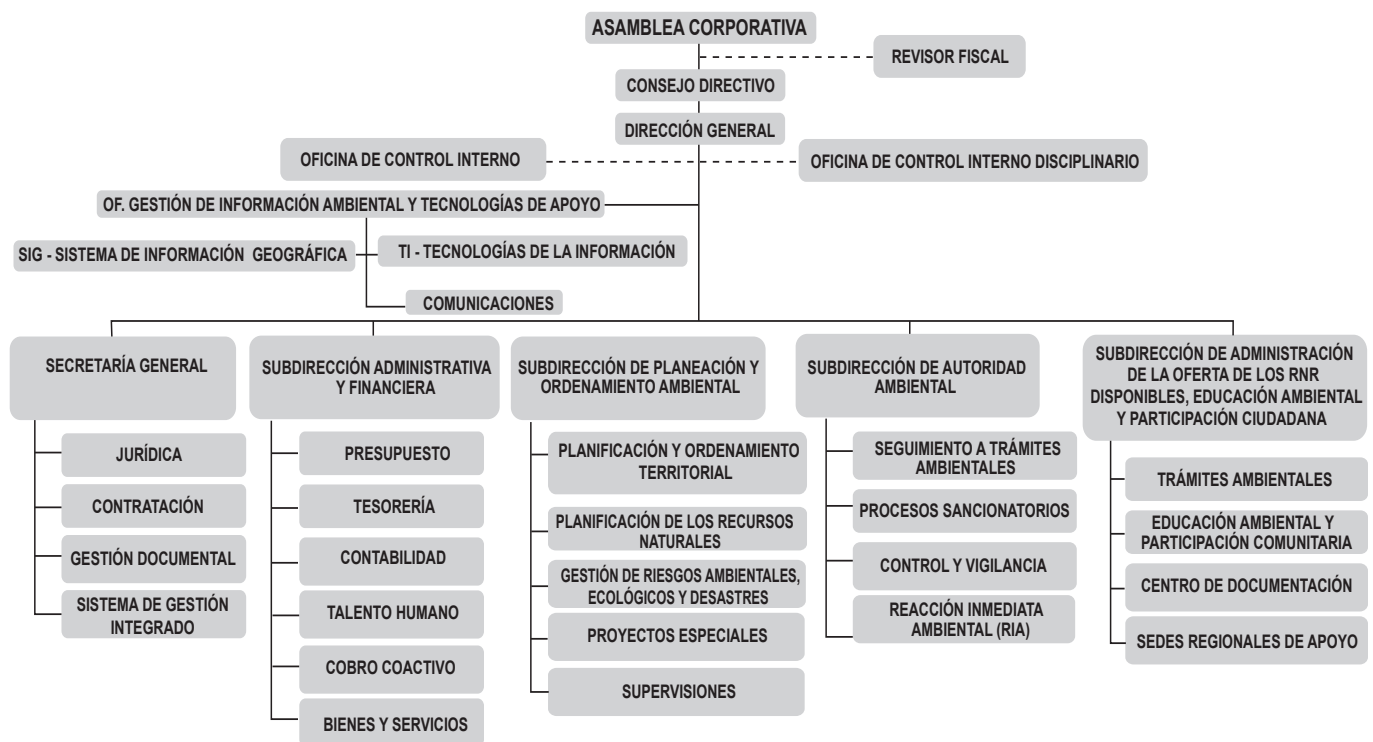 ASAMBLEA CORPORATIVA
REVISOR FISCAL
CONSEJO DIRECTIVO
DIRECCIÓN GENERAL
OFICINA DE CONTROL INTERNO
OFICINA DE CONTROL INTERNO DISCIPLINARIO
OF. GESTIÓN DE INFORMACIÓN AMBIENTAL Y TECNOLOGÍAS DE APOYO
SIG - SISTEMA DE INFORMACIÓN GEOGRÁFICA
TI - TECNOLOGÍAS DE LA INFORMACIÓN
COMUNICACIONES
SECRETARÍA GENERAL
JURÍDICA
CONTRATACIÓN
GESTIÓN DOCUMENTAL
SISTEMA DE GESTIÓN
INTEGRADO
SUBDIRECCIÓN ADMINISTRATIVA
Y FINANCIERA
PRESUPUESTO
TESORERÍA
CONTABILIDAD
TALENTO HUMANO
COBRO COACTIVO
BIENES Y SERVICIOS
SUBDIRECCIÓN DE PLANEACIÓN Y
ORDENAMIENTO AMBIENTAL
PLANIFICACIÓN Y ORDENAMIENTO
TERRITORIAL
PLANIFICACIÓN DE LOS RECURSOS
NATURALES
GESTIÓN DE RIESGOS AMBIENTALES,
ECOLÓGICOS Y DESASTRES
PROYECTOS ESPECIALES
SUPERVISIONES
SUBDIRECCIÓN DE AUTORIDAD
AMBIENTAL
SEGUIMIENTO A TRÁMITES
AMBIENTALES
PROCESOS SANCIONATORIOS
CONTROL Y VIGILANCIA
REACCIÓN INMEDIATA
AMBIENTAL (RIA)
SUBDIRECCIÓN DE ADMINISTRACIÓN
DE LA OFERTA DE LOS RNR
DISPONIBLES, EDUCACIÓN AMBIENTAL
Y PARTICIPACIÓN CIUDADANA
TRÁMITES AMBIENTALES
EDUCACIÓN AMBIENTAL Y
PARTICIPACIÓN COMUNITARIA
CENTRO DE DOCUMENTACIÓN
SEDES REGIONALES DE APOYO